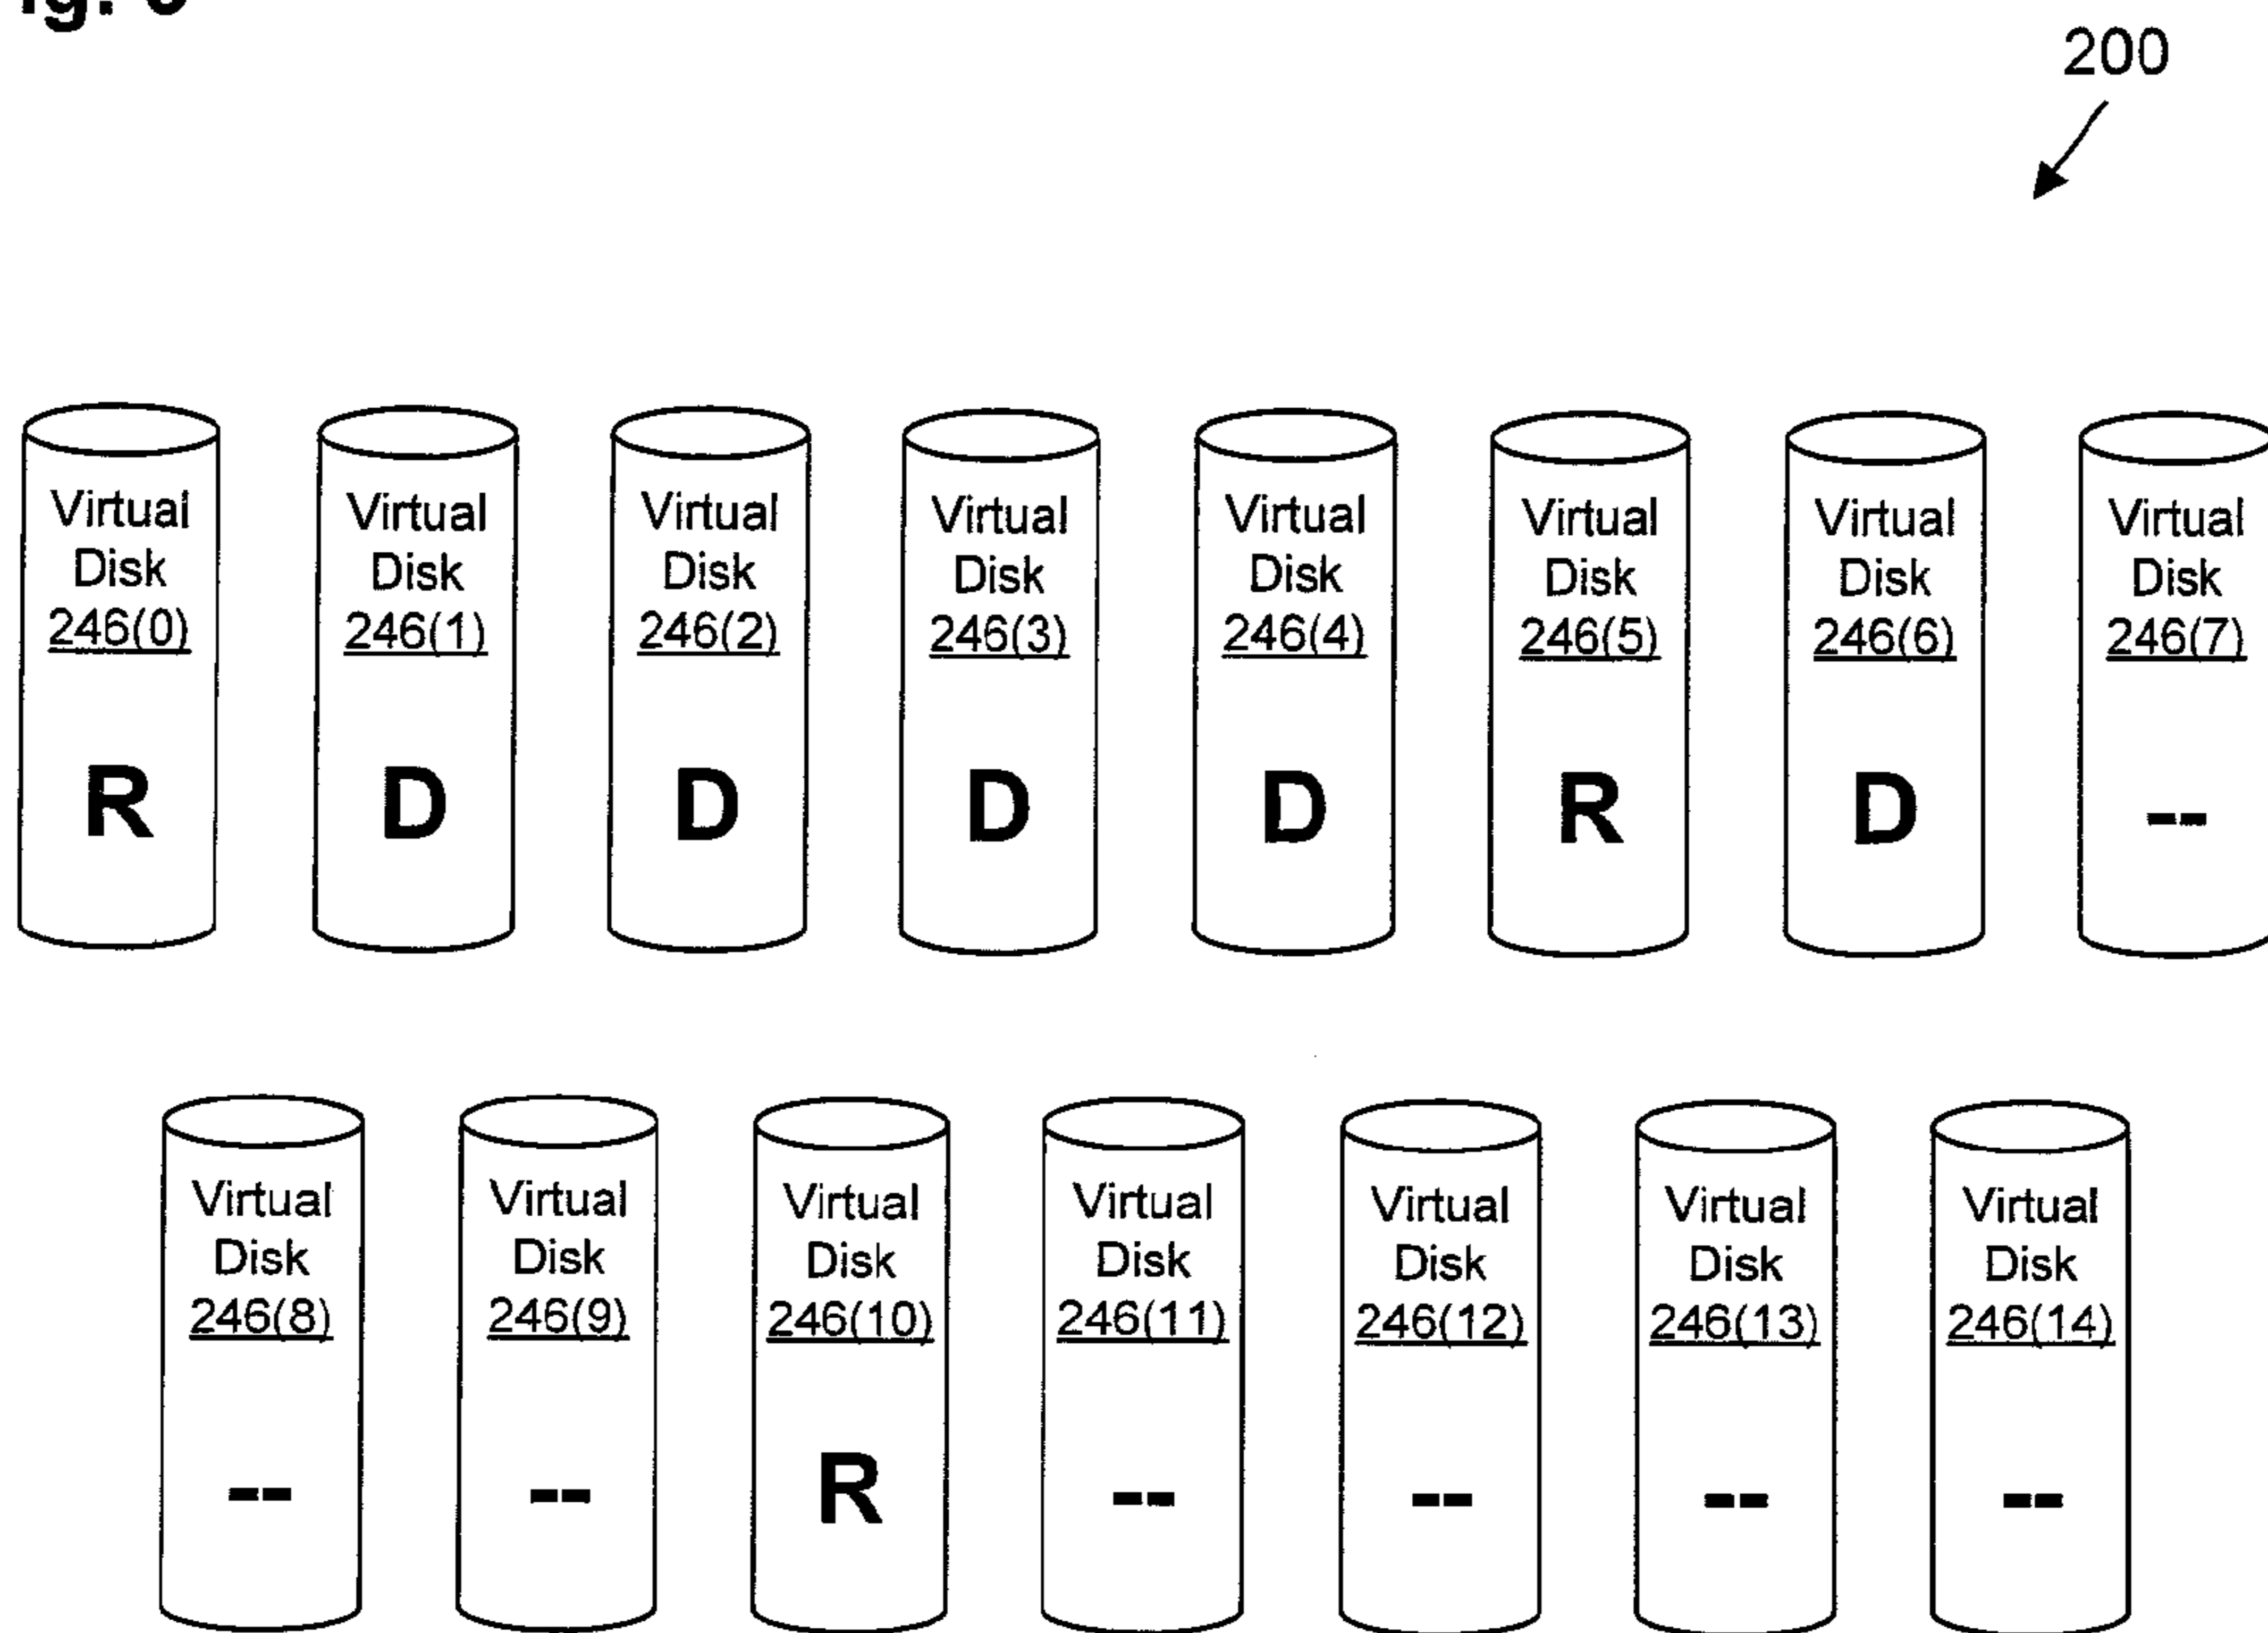 200
Virtual Virtual Virtual Virtual Virtual Virtual Virtual Virtual
Disk Disk Disk Disk Disk Disk Disk Disk
246(0) 246(1) 246(2) 246(3) 246(4) 246(5) 246(6) 246(7)
R D D D D R D --
Virtual Virtual Virtual Virtual Virtual Virtual Virtual
Disk Disk Disk Disk Disk Disk Disk
246(8) 246(9) 246(10) 246(11) 246(12) 246(13) 246(14)
-- -- R -- -- -- --